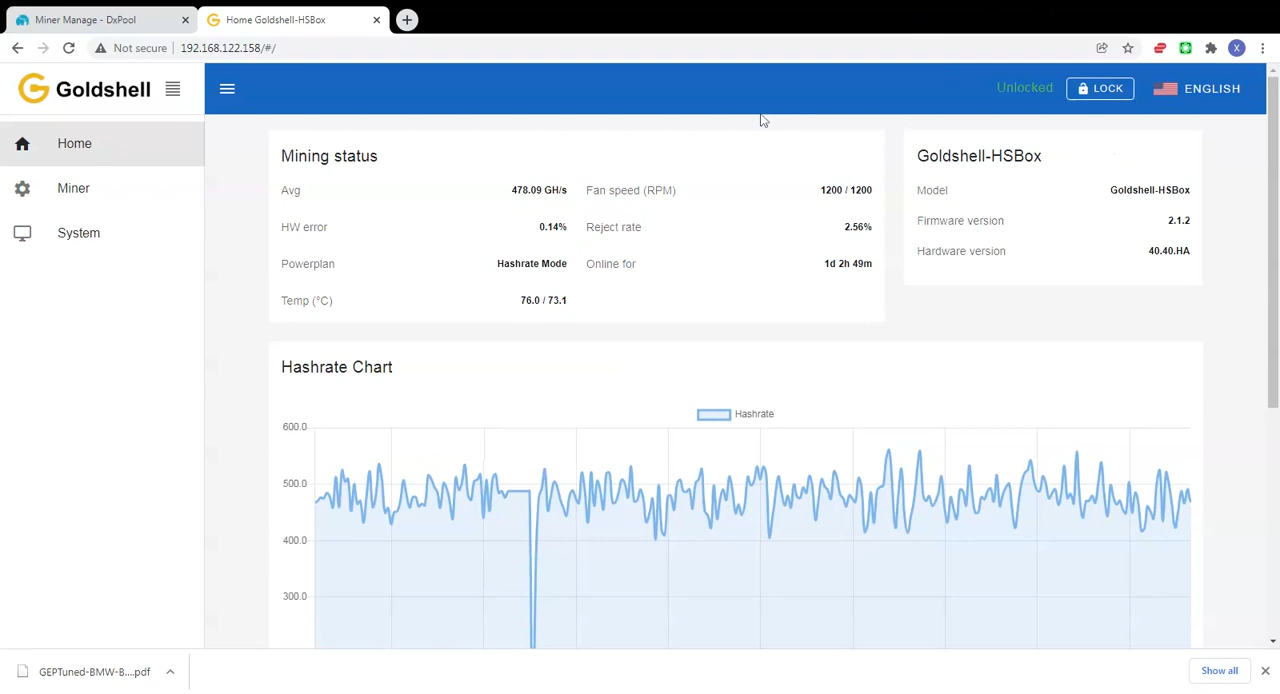 Miner Manage - DxPool
Home Goldshell-HSBox
Not secure
192.168.122.158/#/
X
Goldshell
Unlocked
LOCK
ENGLISH
Home
Miner
System
Mining status
Avg 478.09 GH/s Fan speed (RPM) 1200 / 1200
HW error 0.14% Reject rate 2.56%
Powerplan Hashrate Mode Online for 1d 2h 49m
Temp (°C) 76.0 / 73.1
Goldshell-HSBox
Model Goldshell-HSBox
Firmware version 2.1.2
Hardware version 40.40.HA
Hashrate Chart
Hashrate
600.0
500.0
400.0
300.0
GEPTuned-BMW-B....pdf
Show all